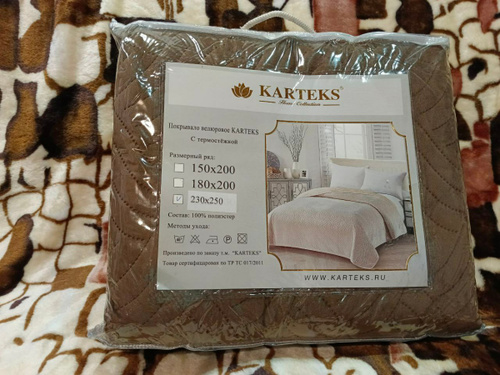 KARTEKS®
Home Collection
Покрывало велюровое KARTEKS
С термостёжкой
Размерный ряд:
150x200
180x200
230x250
Состав: 100% полиэстер
Методы ухода:
Произведено по заказу т.м. "KARTEKS"
Товар сертифицирован по ТР ТС 017/2011
WWW.KARTEKS.RU